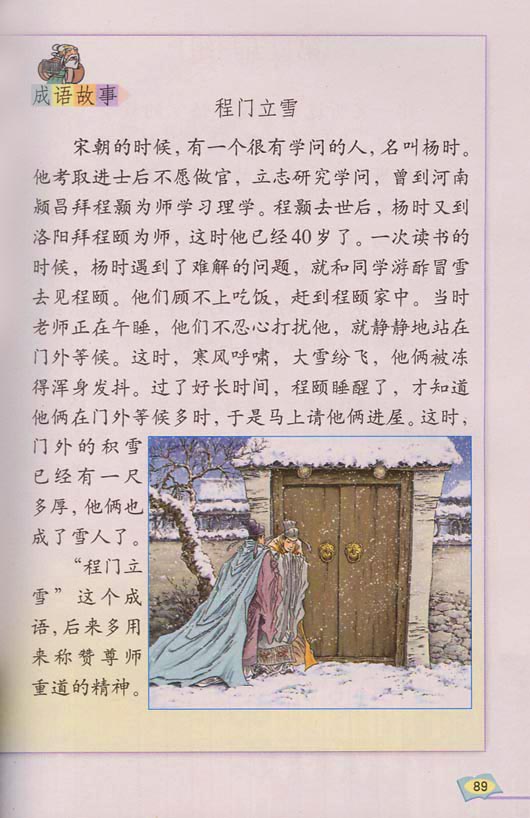 成语故事
程门立雪
宋朝的时候，有一个很有学问的人，名叫杨时。
他考取进士后不愿做官，立志研究学问，曾到河南
颍昌拜程颢为师学习理学。程颢去世后，杨时又到
洛阳拜程颐为师，这时他已经40岁了。一次读书的
时候，杨时遇到了难解的问题，就和同学游酢冒雪
去见程颐。他们顾不上吃饭，赶到程颐家中。当时
老师正在午睡，他们不忍心打扰他，就静静地站在
门外等候。这时，寒风呼啸，大雪纷飞，他俩被冻
得浑身发抖。过了好长时间，程颐睡醒了，才知道
他俩在门外等候多时，于是马上请他俩进屋。这时，
门外的积雪
已经有一尺
多厚，他俩也
成了雪人了。
“程门立
雪”这个成
语，后来多用
来称赞尊师
重道的精神。
89